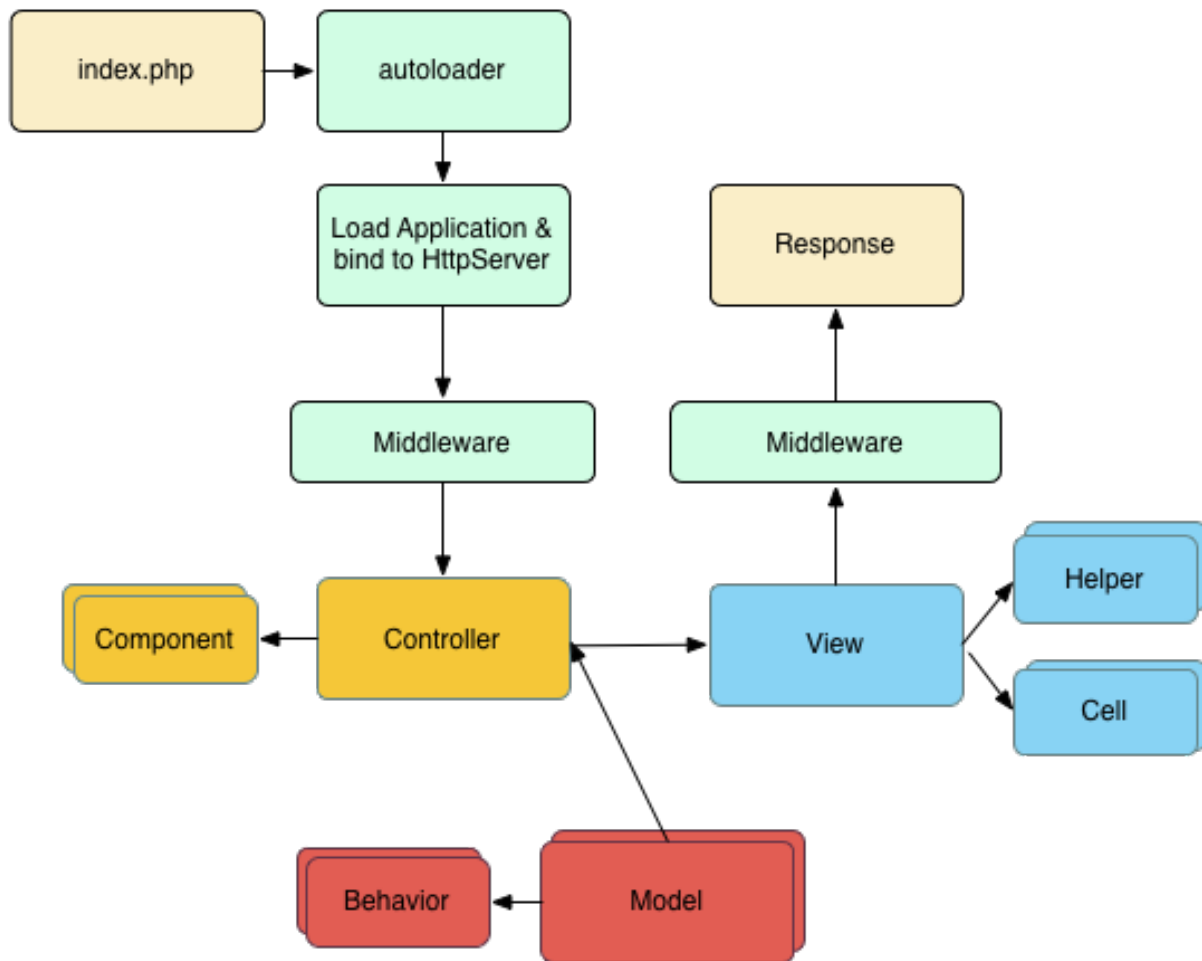 index.php
autoloader
Load Application &
bind to HttpServer
Response
Middleware
Middleware
Helper
Component
Controller
View
Cell
Behavior
Model